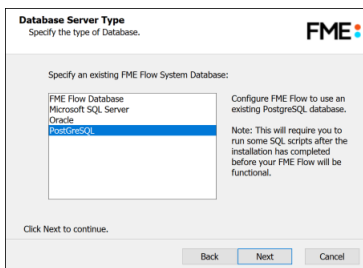 Database Server Type
Specify the type of Database.
FME
Specify an existing FME Flow System Database:
FME Flow Database
Microsoft SQL Server
Oracle
PostGreSQL
Configure FME Flow to use an
existing PostgreSQL database.
Note: This will require you to
run some SQL scripts after the
installation has completed
before your FME Flow will be
functional.
Click Next to continue.
Back
Next
Cancel